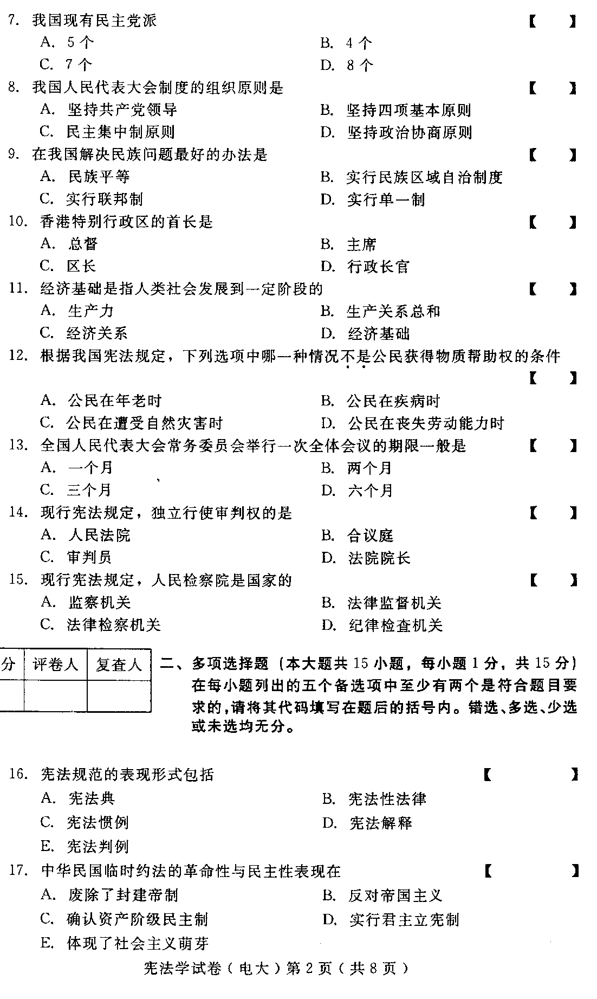 7. 我国现有民主党派 【 】
A. 5个 B. 4个
C. 7个 D. 8个
8. 我国人民代表大会制度的组织原则是 【 】
A. 坚持共产党领导 B. 坚持四项基本原则
C. 民主集中制原则 D. 坚持政治协商原则
9. 在我国解决民族问题最好的办法是 【 】
A. 民族平等 B. 实行民族区域自治制度
C. 实行联邦制 D. 实行单一制
10. 香港特别行政区的首长是 【 】
A. 总督 B. 主席
C. 区长 D. 行政长官
11. 经济基础是指人类社会发展到一定阶段的 【 】
A. 生产力 B. 生产关系总和
C. 经济关系 D. 经济基础
12. 根据我国宪法规定，下列选项中哪一种情况不是公民获得物质帮助权的条件
【 】
A. 公民在年老时 B. 公民在疾病时
C. 公民在遭受自然灾害时 D. 公民在丧失劳动能力时
13. 全国人民代表大会常务委员会举行一次全体会议的期限一般是 【 】
A. 一个月 B. 两个月
C. 三个月 D. 六个月
14. 现行宪法规定，独立行使审判权的是 【 】
A. 人民法院 B. 合议庭
C. 审判员 D. 法院院长
15. 现行宪法规定，人民检察院是国家的 【 】
A. 监察机关 B. 法律监督机关
C. 法律检察机关 D. 纪律检查机关
分 评卷人 复查人 二、多项选择题（本大题共 15 小题，每小题 1 分，共 15 分）
在每小题列出的五个备选项中至少有两个是符合题目要
求的,请将其代码填写在题后的括号内。错选、多选、少选
或未选均无分。
16. 宪法规范的表现形式包括 【 】
A. 宪法典 B. 宪法性法律
C. 宪法惯例 D. 宪法解释
E. 宪法判例
17. 中华民国临时约法的革命性与民主性表现在 【 】
A. 废除了封建帝制 B. 反对帝国主义
C. 确认资产阶级民主制 D. 实行君主立宪制
E. 体现了社会主义萌芽
宪法学试卷（电大）第 2 页（共 8 页）